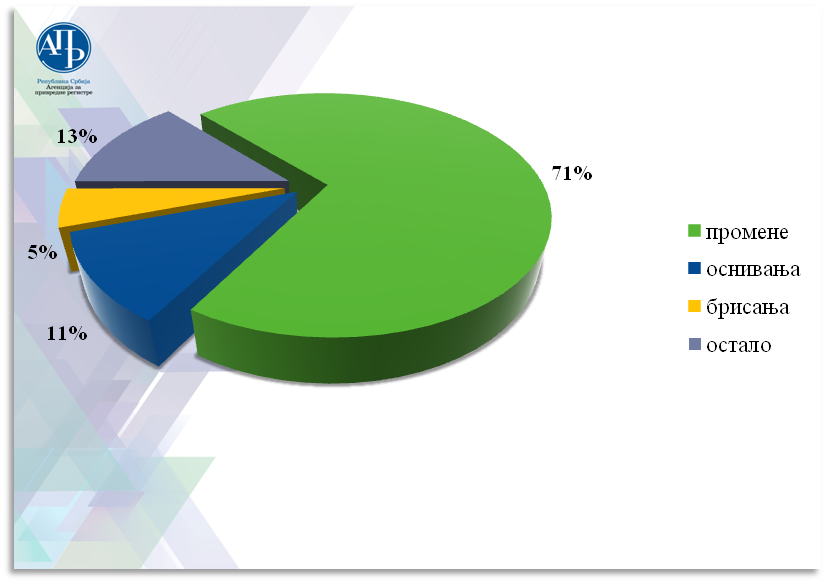 АПР
Република Србија
Агенција за
привредне регистре
13%
71%
5%
11%
промене
оснивања
брисања
остало